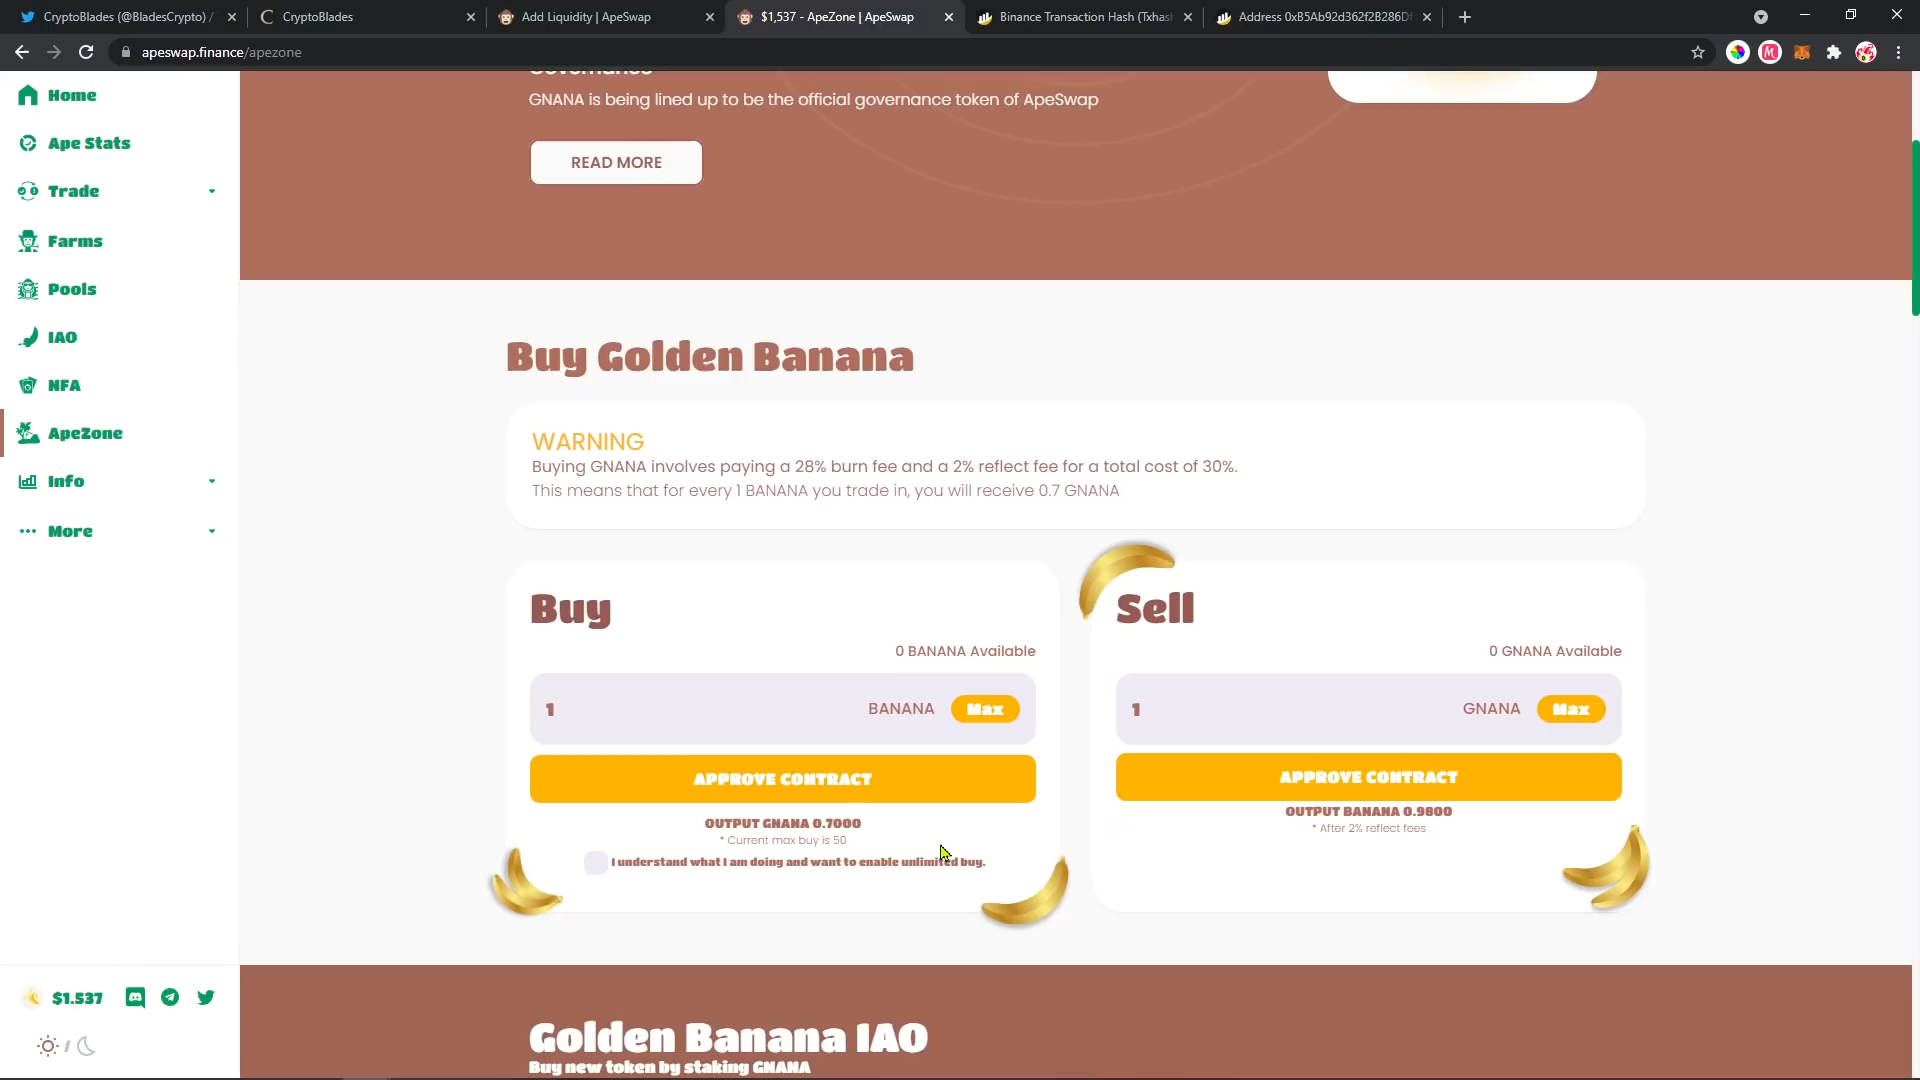 CryptoBlades (@BladesCrypto) /
CryptoBlades
Add Liquidity | ApeSwap
$1,537 - ApeZone | ApeSwap
Binance Transaction Hash (Txhas
Address 0xB5Ab92d362f2B286D
apeswap.finance/apezone
Home
Ape Stats
Trade
Farms
Pools
IAO
NFA
ApeZone
Info
More
$1.537
/
Governance
GNANA is being lined up to be the official governance token of ApeSwap
READ MORE
Buy Golden Banana
WARNING
Buying GNANA involves paying a 28% burn fee and a 2% reflect fee for a total cost of 30%.
This means that for every 1 BANANA you trade in, you will receive 0.7 GNANA
Buy
0 BANANA Available
1 BANANA Max
APPROVE CONTRACT
OUTPUT GNANA 0.7000
* Current max buy is 50
I understand what I am doing and want to enable unlimited buy.
Sell
0 GNANA Available
1 GNANA Max
APPROVE CONTRACT
OUTPUT BANANA 0.9800
* After 2% reflect fees
Golden Banana IAO
Buy new token by staking GNANA